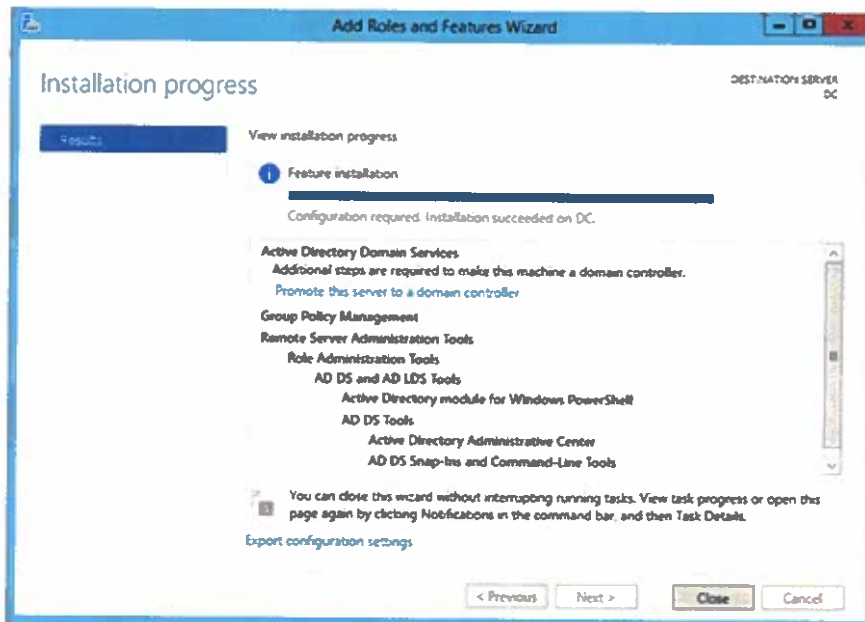 Add Roles and Features Wizard
Installation progress
DESTINATION SERVER
DC
Results
View installation progress
Feature installation
Configuration required. Installation succeeded on DC.
Active Directory Domain Services
Additional steps are required to make this machine a domain controller.
Promote this server to a domain controller
Group Policy Management
Remote Server Administration Tools
Role Administration Tools
AD DS and AD LDS Tools
Active Directory module for Windows PowerShell
AD DS Tools
Active Directory Administrative Center
AD DS Snap-Ins and Command-Line Tools
You can close this wizard without interrupting running tasks. View task progress or open this
page again by clicking Notifications in the command bar, and then Task Details.
Export configuration settings
< Previous Next > Close Cancel